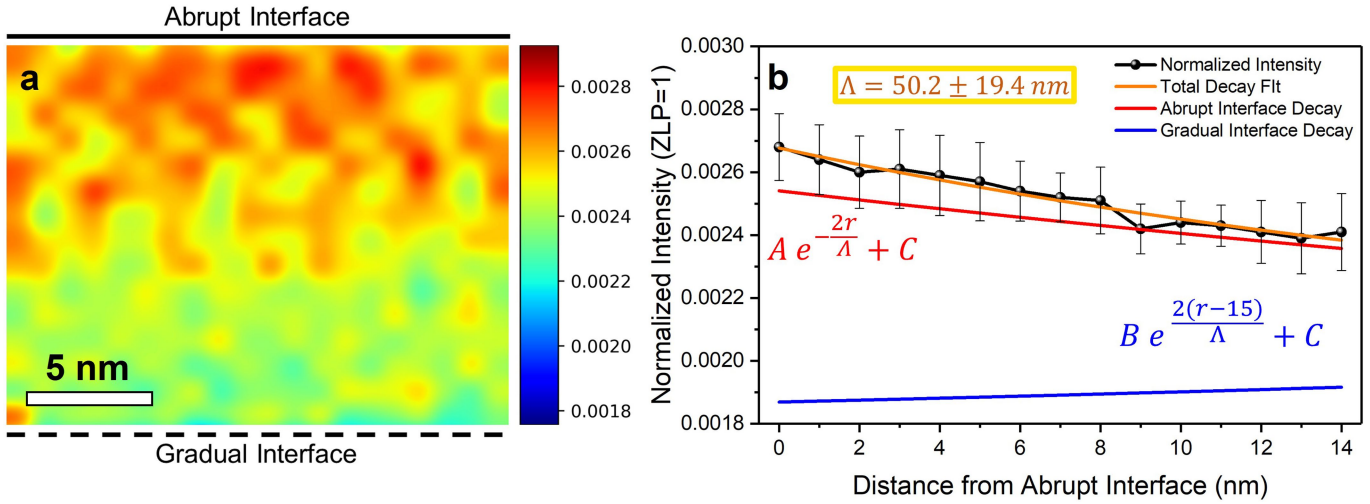 Abrupt Interface
a
5 nm
Gradual Interface
0.0028
0.0026
0.0024
0.0022
0.0020
0.0018
b
Λ = 50.2 ± 19.4 nm
Normalized Intensity
Total Decay FIt
Abrupt Interface Decay
Gradual Interface Decay
A e^{-2r/Λ} + C
B e^{2(r-15)/Λ} + C
Normalized Intensity (ZLP=1)
0.0030
0.0028
0.0026
0.0024
0.0022
0.0020
0.0018
0 2 4 6 8 10 12 14
Distance from Abrupt Interface (nm)